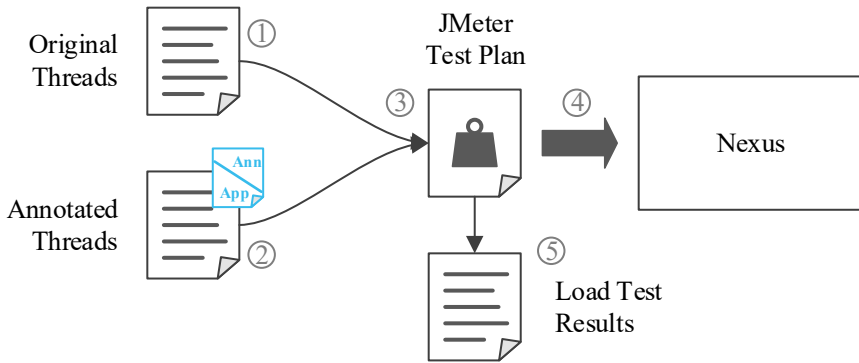 Original
Threads
①
JMeter
Test Plan
③
④
Nexus
Ann
App
Annotated
Threads
②
⑤
Load Test
Results